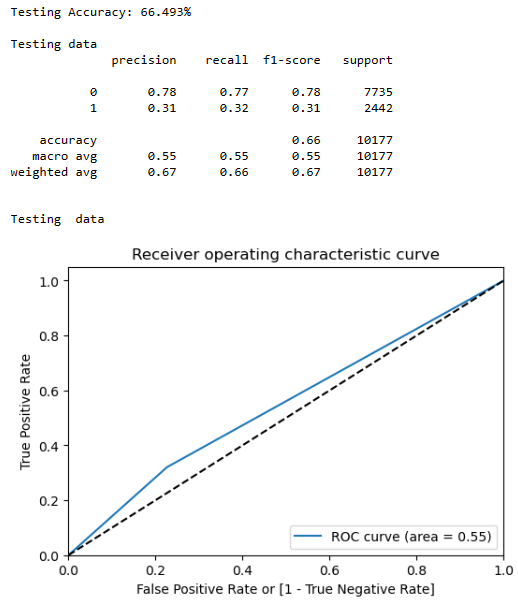 Testing Accuracy: 66.493%
Testing data
precision recall f1-score support
0 0.78 0.77 0.78 7735
1 0.31 0.32 0.31 2442
accuracy 0.66 10177
macro avg 0.55 0.55 0.55 10177
weighted avg 0.67 0.66 0.67 10177
Testing data
Receiver operating characteristic curve
1.0
0.8
0.6
0.4
0.2
0.0
True Positive Rate
ROC curve (area = 0.55)
0.0 0.2 0.4 0.6 0.8 1.0
False Positive Rate or [1 - True Negative Rate]